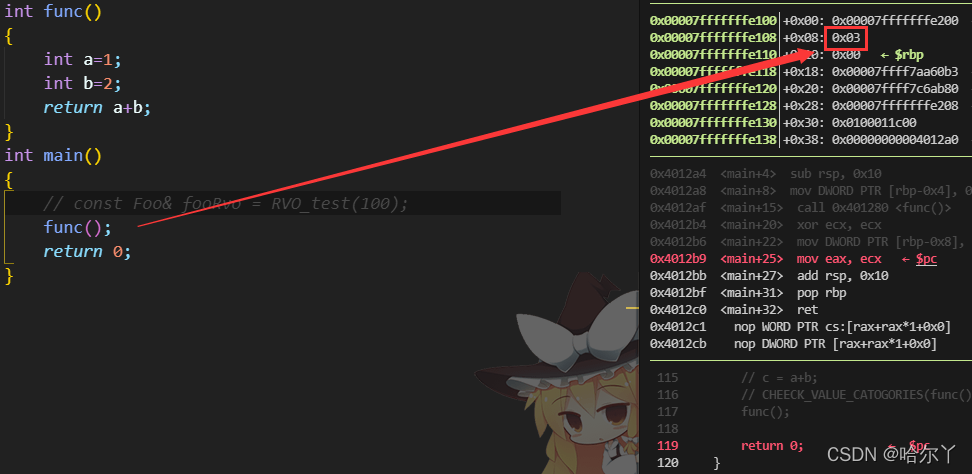 int func()
{
    int a=1;
    int b=2;
    return a+b;
}
int main()
{
    // const Foo& fooRvo = RVO_test(100);
    func();
    return 0;
}
0x00007fffffffe100│+0x00: 0x00007fffffffe200
0x00007fffffffe108│+0x08: 0x03
0x00007fffffffe110│+0x10: 0x00   ← $rbp
0x00007fffffffe118│+0x18: 0x00007ffff7aa60b3
0x00007fffffffe120│+0x20: 0x00007ffff7c6ab80
0x00007fffffffe128│+0x28: 0x00007fffffffe208
0x00007fffffffe130│+0x30: 0x0100011c00
0x00007fffffffe138│+0x38: 0x00000000004012a0
0x4012a4  <main+4>  sub rsp, 0x10
0x4012a8  <main+8>  mov DWORD PTR [rbp-0x4], 0
0x4012af  <main+15>  call 0x401280 <func()>
0x4012b4  <main+20>  xor ecx, ecx
0x4012b6  <main+22>  mov DWORD PTR [rbp-0x8],
0x4012b9  <main+25>  mov eax, ecx   ← $pc
0x4012bb  <main+27>  add rsp, 0x10
0x4012bf  <main+31>  pop rbp
0x4012c0  <main+32>  ret
0x4012c1    nop WORD PTR cs:[rax+rax*1+0x0]
0x4012cb    nop DWORD PTR [rax+rax*1+0x0]
115        // c = a+b;
116        // CHEECK_VALUE_CATOGORIES(func()
117        func();
118
119        return 0;        ← $pc
120    }
CSDN @哈尔丫